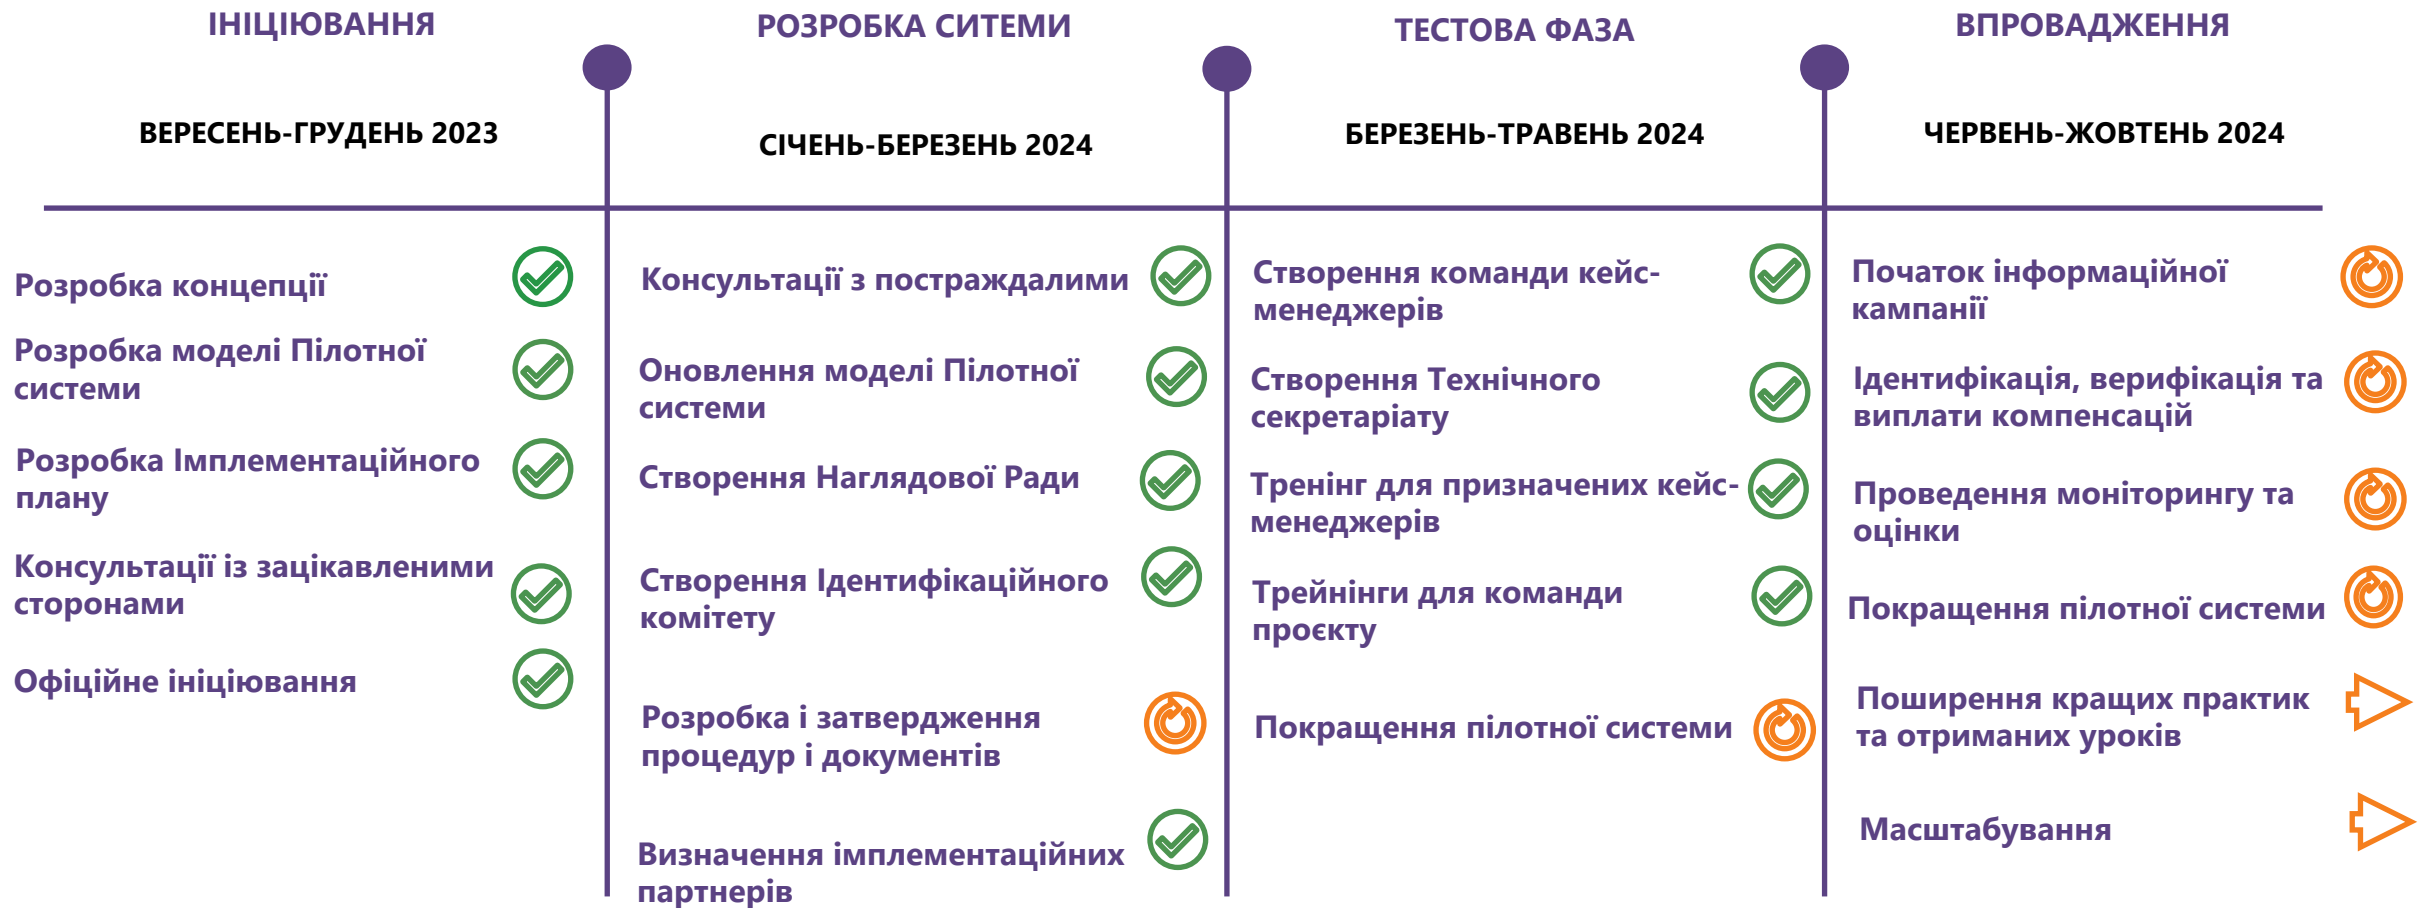 ІНІЦІЮВАННЯ
ВЕРЕСЕНЬ-ГРУДЕНЬ 2023
Розробка концепції
Розробка моделі Пілотної
системи
Розробка Імплементаційного
плану
Консультації із зацікавленими
сторонами
Офіційне ініціювання
РОЗРОБКА СИТЕМИ
СІЧЕНЬ-БЕРЕЗЕНЬ 2024
Консультації з постраждалими
Оновлення моделі Пілотної
системи
Створення Наглядової Ради
Створення Ідентифікаційного
комітету
Розробка і затвердження
процедур і документів
Визначення імплементаційних
партнерів
ТЕСТОВА ФАЗА
БЕРЕЗЕНЬ-ТРАВЕНЬ 2024
Створення команди кейс-
менеджерів
Створення Технічного
секретаріату
Тренінг для призначених кейс-
менеджерів
Трейнінги для команди
проєкту
Покращення пілотної системи
ВПРОВАДЖЕННЯ
ЧЕРВЕНЬ-ЖОВТЕНЬ 2024
Початок інформаційної
кампанії
Ідентифікація, верифікація та
виплати компенсацій
Проведення моніторингу та
оцінки
Покращення пілотної системи
Поширення кращих практик
та отриманих уроків
Масштабування